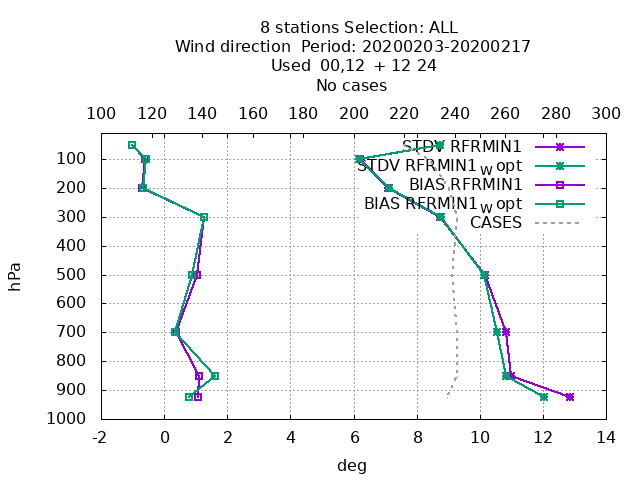 8 stations Selection: ALL
Wind direction  Period: 20200203-20200217
Used  00,12  + 12 24
No cases
100 120 140 160 180 200 220 240 260 280 300
STDV RFRMIN1
STDV RFRMIN1_W opt
BIAS RFRMIN1
BIAS RFRMIN1_W opt
CASES
100
200
300
400
500
600
700
800
900
1000
hPa
-2 0 2 4 6 8 10 12 14
deg